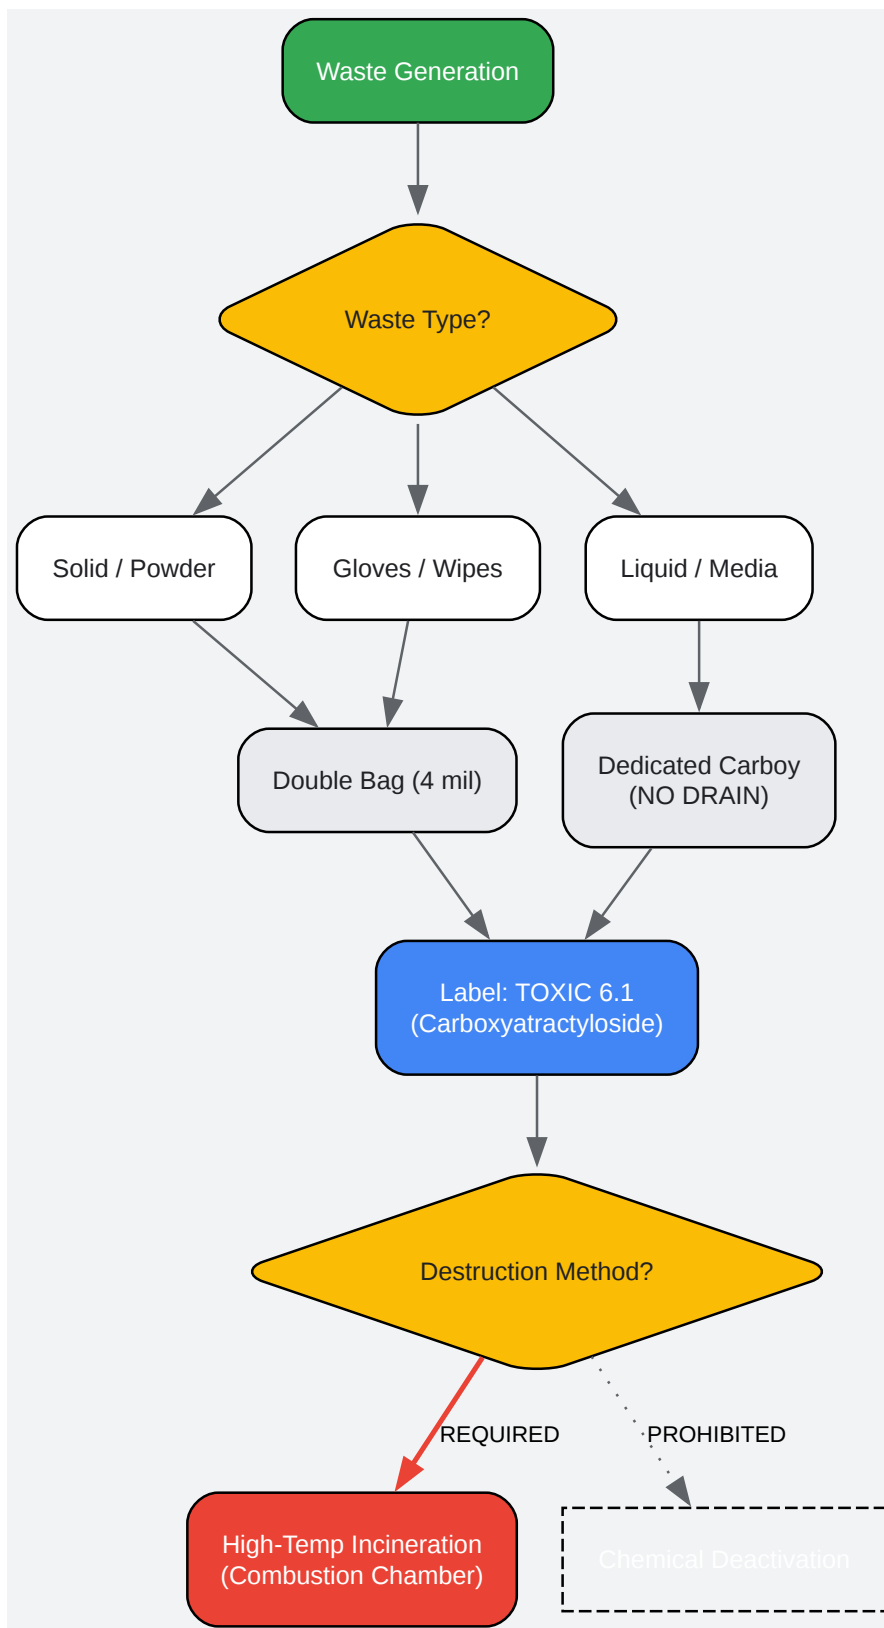 Waste Generation
Waste Type?
Solid / Powder
Gloves / Wipes
Liquid / Media
Double Bag (4 mil)
Dedicated Carboy
(NO DRAIN)
Label: TOXIC 6.1
(Carboxyatractyloside)
Destruction Method?
REQUIRED
PROHIBITED
High-Temp Incineration
(Combustion Chamber)
Chemical Deactivation